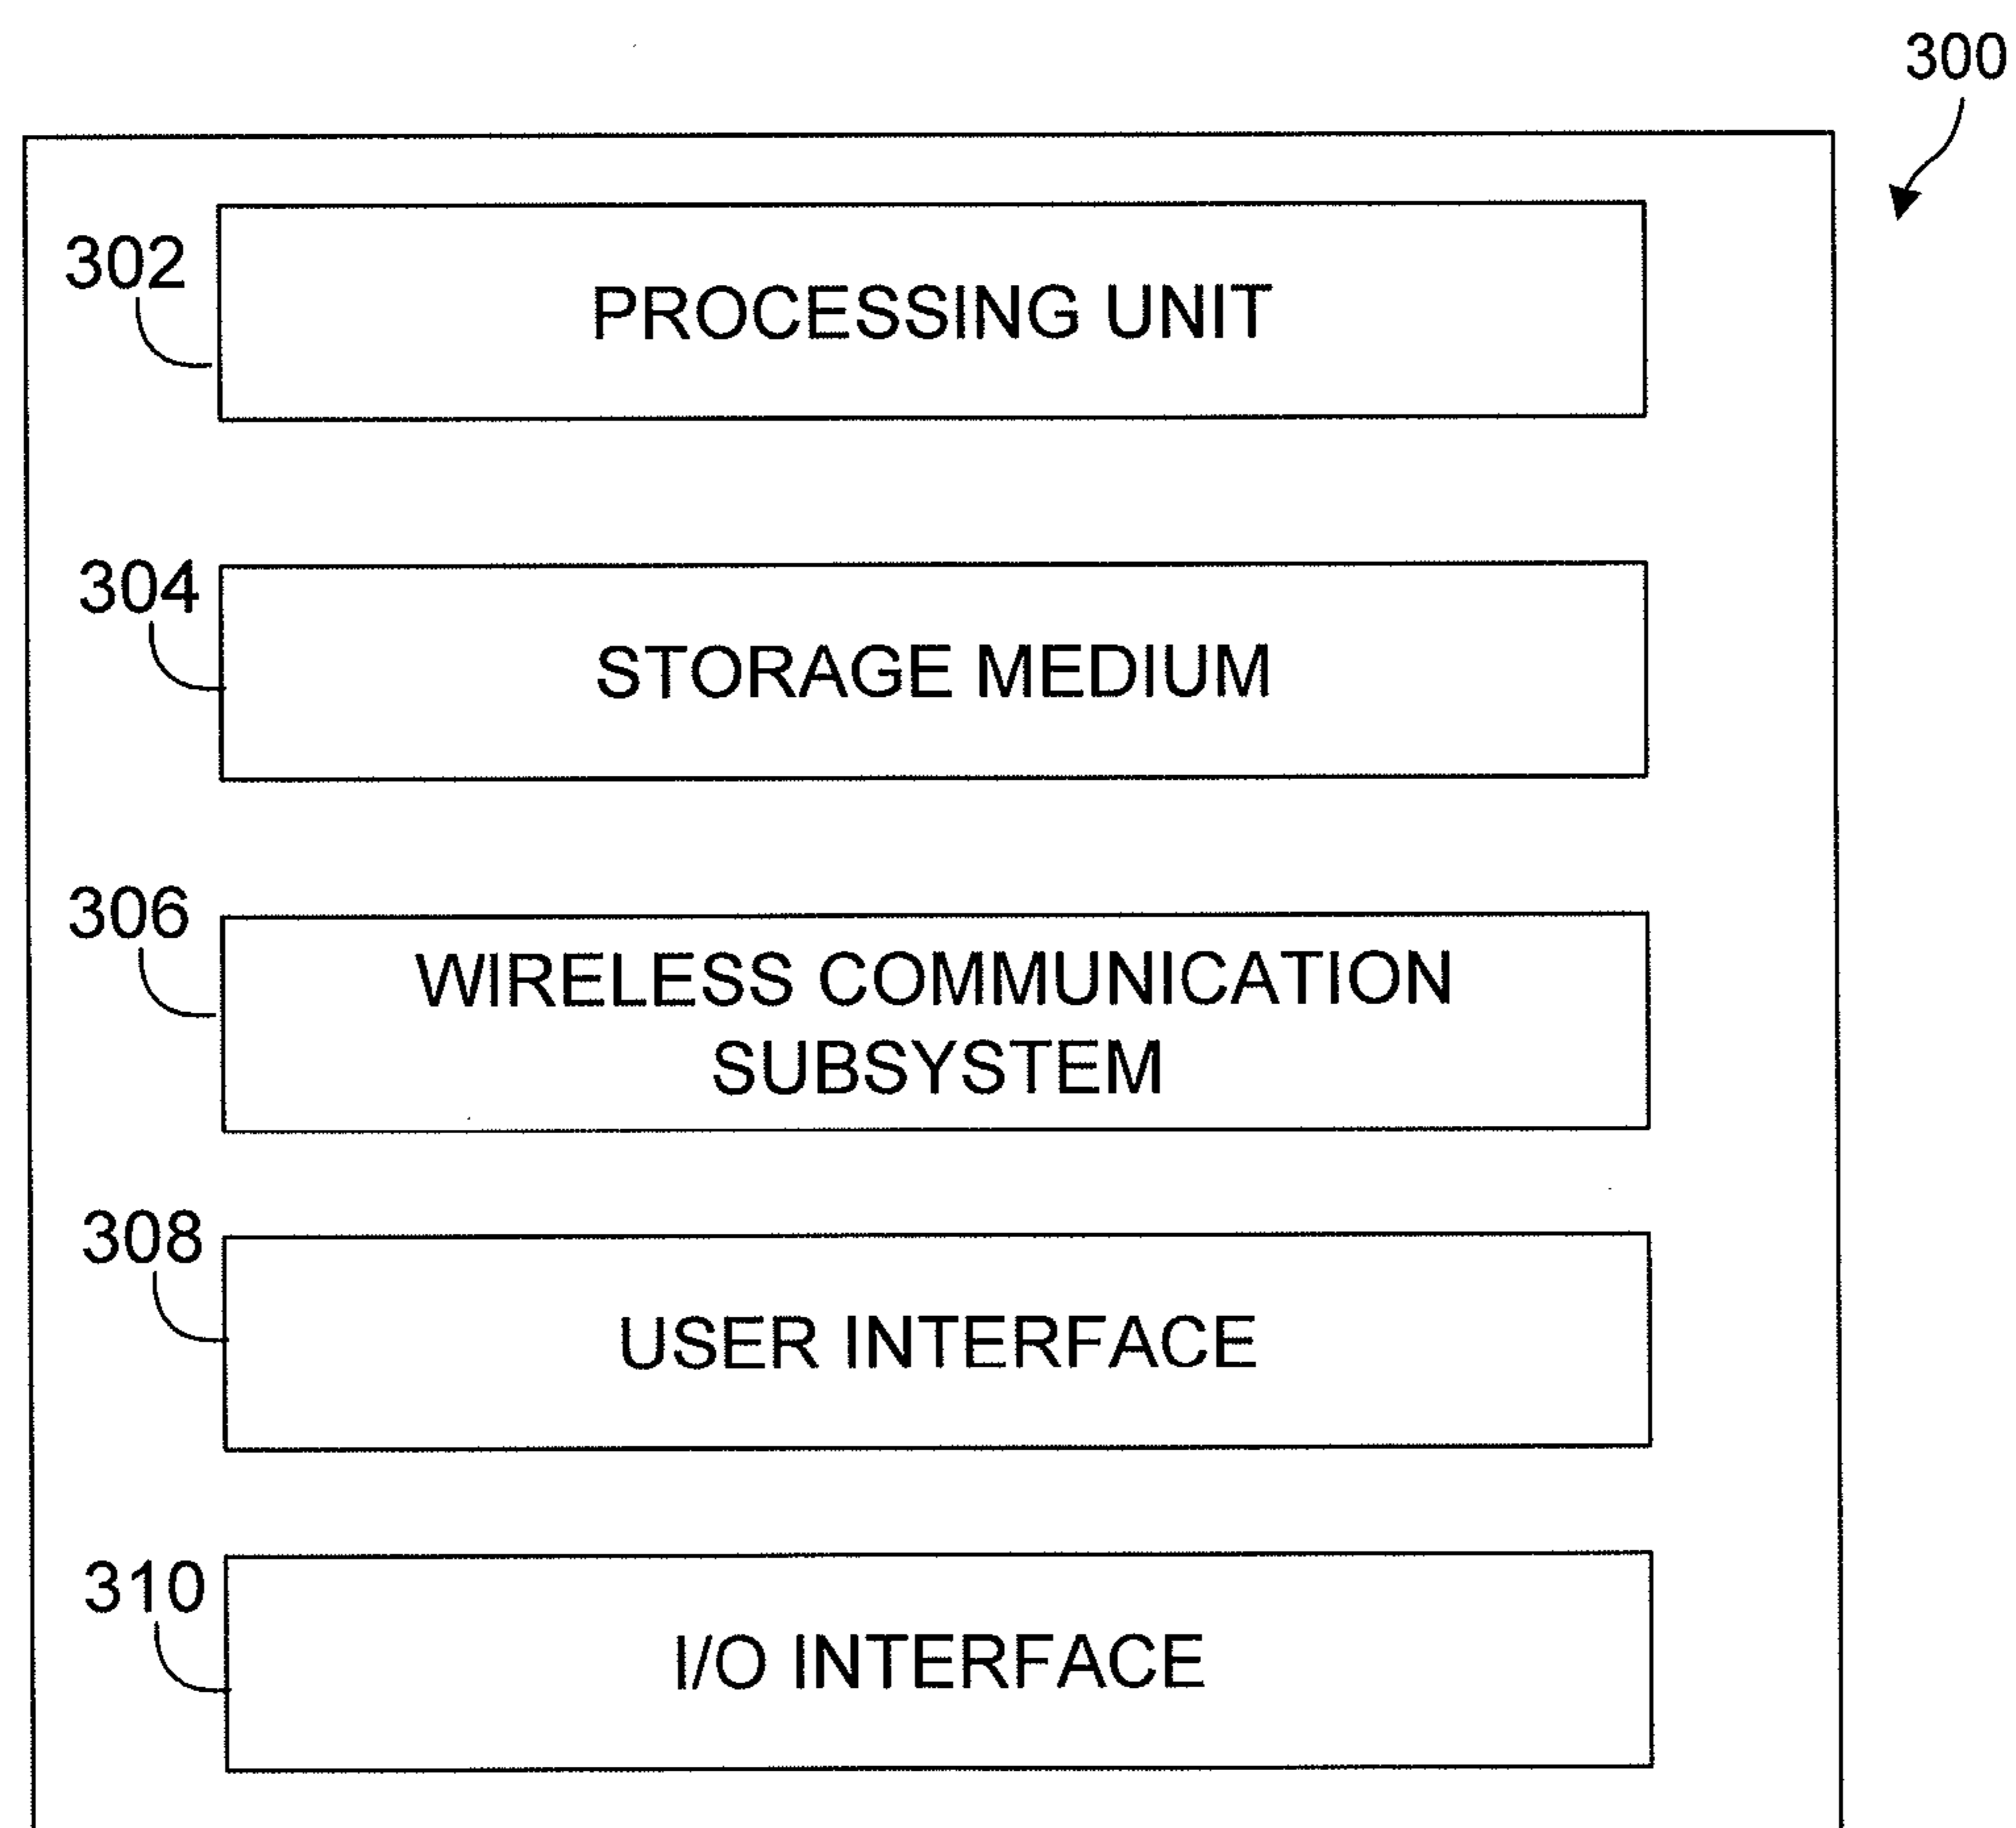 300
302
PROCESSING UNIT
304
STORAGE MEDIUM
306
WIRELESS COMMUNICATION
SUBSYSTEM
308
USER INTERFACE
310
I/O INTERFACE